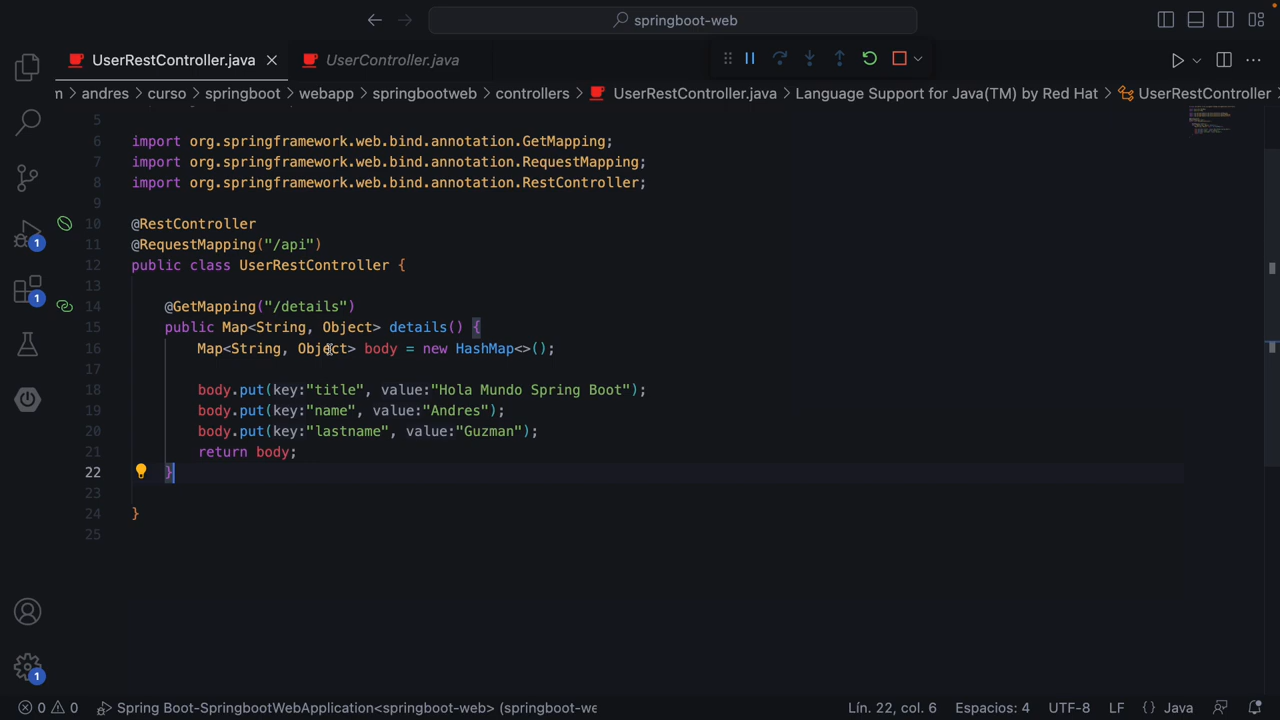 springboot-web
UserRestController.java
UserController.java
m > andres > curso > springboot > webapp > springbootweb > controllers > UserRestController.java > Language Support for Java(TM) by Red Hat > UserRestController >
5
6 import org.springframework.web.bind.annotation.GetMapping;
7 import org.springframework.web.bind.annotation.RequestMapping;
8 import org.springframework.web.bind.annotation.RestController;
9
10 @RestController
11 @RequestMapping("/api")
12 public class UserRestController {
13
14 @GetMapping("/details")
15 public Map<String, Object> details() {
16 Map<String, Object> body = new HashMap<>();
17
18 body.put(key:"title", value:"Hola Mundo Spring Boot");
19 body.put(key:"name", value:"Andres");
20 body.put(key:"lastname", value:"Guzman");
21 return body;
22 }
23
24 }
25
1
1
1
0 0 Spring Boot-SpringbootWebApplication<springboot-web> (springboot-we
Lín. 22, col. 6 Espacios: 4 UTF-8 LF {} Java